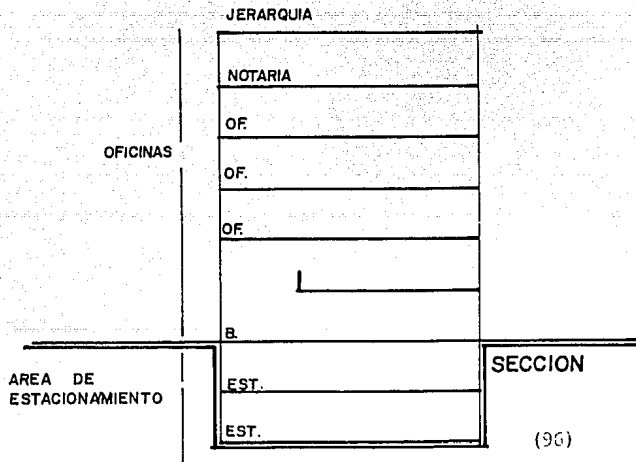 JERARQUIA
NOTARIA
OF.
OFICINAS
OF.
OF.
B.
SECCION
AREA DE
ESTACIONAMIENTO
EST.
EST.
(96)